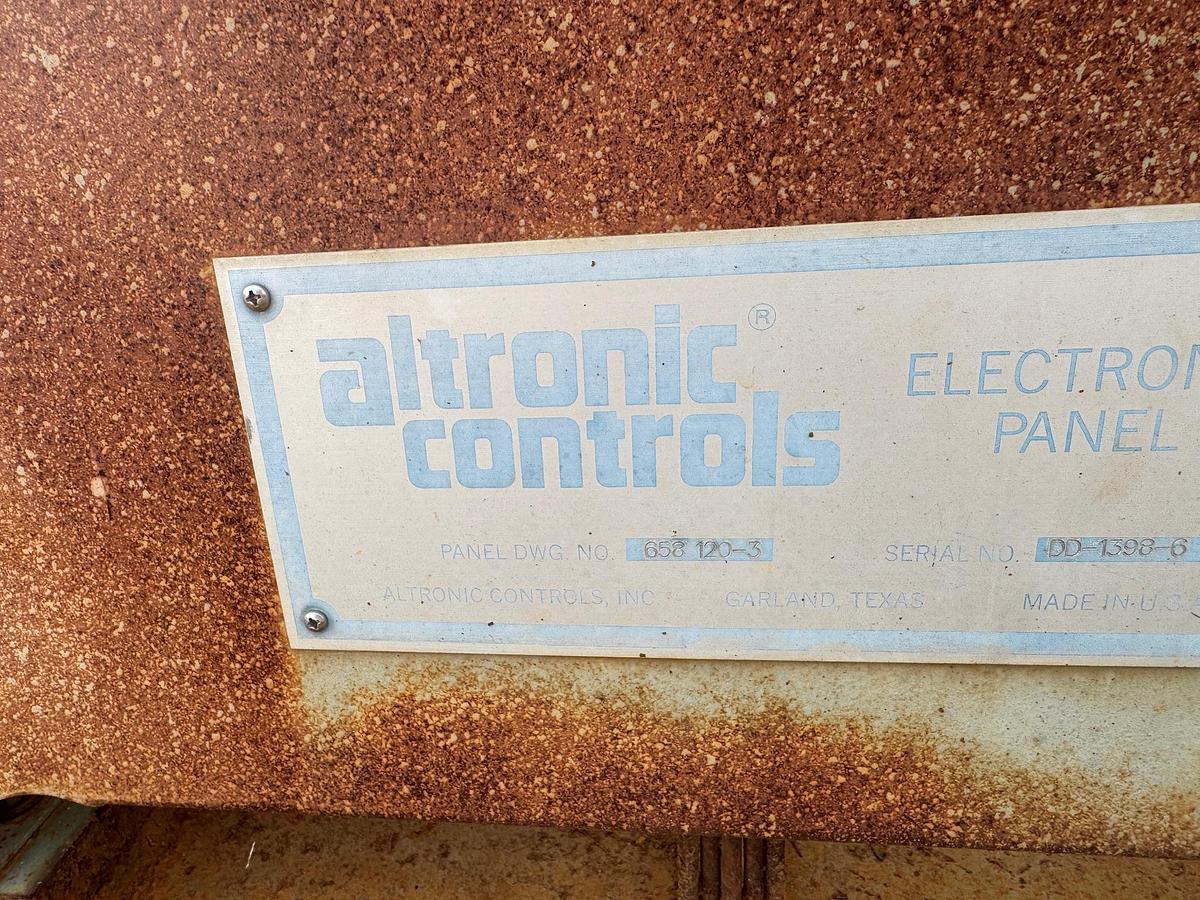 altronic®
controls
ELECTRON
PANEL
PANEL DWG. NO. 658 120-3
SERIAL NO. DD-1398-6
ALTRONIC CONTROLS, INC GARLAND, TEXAS MADE IN U.S